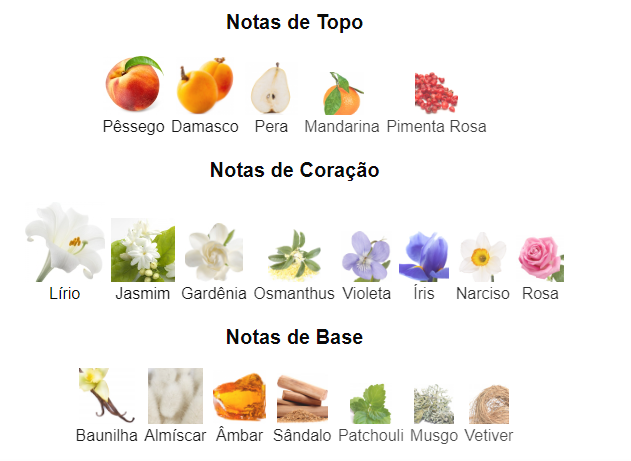 Notas de Topo
Pêssego Damasco Pera Mandarina Pimenta Rosa
Notas de Coração
Lírio Jasmim Gardênia Osmanthus Violeta Íris Narciso Rosa
Notas de Base
Baunilha Almíscar Âmbar Sândalo Patchouli Musgo Vetiver